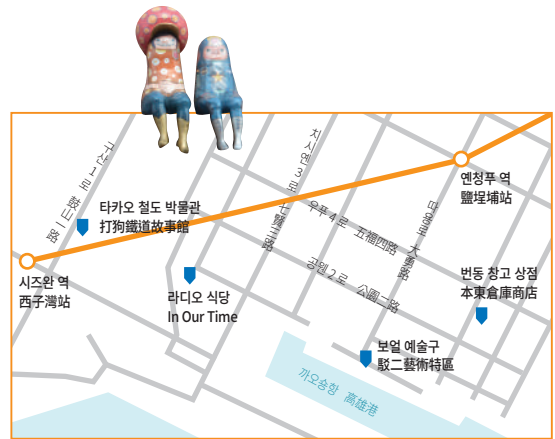 구산1로 鼓山一路
치시엔3로 七賢三路
옌청푸 역
鹽埕埔站
타카오 철도 박물관
打狗鐵道故事館
우푸4로 五福四路
따용로 大勇路
공옌2로 公園二路
시즈완 역
西子灣站
라디오 식당
In Our Time
번동 창고 상점
本東倉庫商店
보얼 예술구
駁二藝術特區
까오숑항 高雄港